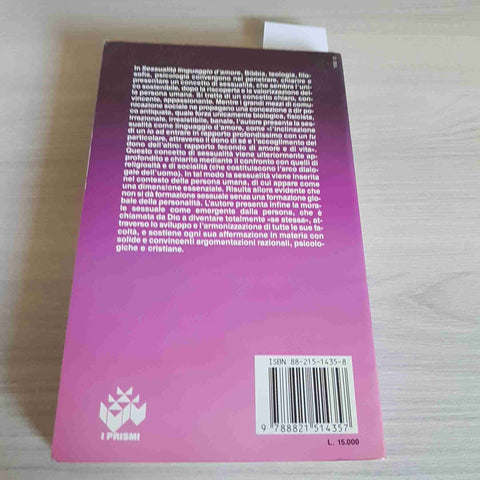 In Sessualità linguaggio d'amore, Bibbia, teologia, filo-
sofia, psicologia convergono nel penetrare, chiarire e
presentare un concetto di sessualità, che sembra l'uni-
co sostenibile, dopo la riscoperta e la valorizzazione del-
la persona umana. Si tratta di un concetto chiaro, con-
vincente, appassionante. Mentre i grandi mezzi di comu-
nicazione sociale ne propagano una concezione a dir po-
co antiquata, quale forza unicamente biologica, fisicista,
irrazionale, irresistibile, banale, l'autore presenta la ses-
sualità come linguaggio d'amore, come «l'inclinazione
di un io ad entrare in rapporto profondissimo con un tu
particolare, attraverso il dono di sé e l'accoglimento del
dono dell'altro: rapporto fecondo di amore e di vita».
Questo concetto di sessualità viene ulteriormente ap-
profondito e chiarito mediante il confronto con quelli di
religiosità e di socialità (che costituiscono l'arco dialo-
gale dell'uomo). In tal modo la sessualità viene inserita
nel contesto della persona umana, di cui appare come
una dimensione essenziale. Risulta allora evidente che
non si dà formazione sessuale senza una formazione glo-
bale della personalità. L'autore presenta infine la mora-
le sessuale come emergente dalla persona, che è
chiamata da Dio a diventare totalmente «se stessa», at-
traverso lo sviluppo e l'armonizzazione di tutte le sue fa-
coltà, e sostiene ogni sua affermazione in materia con
solide e convincenti argomentazioni razionali, psicolo-
giche e cristiane.
ISBN 88-215-1435-8
9 788821 514357
L. 15.000
I PRISMI